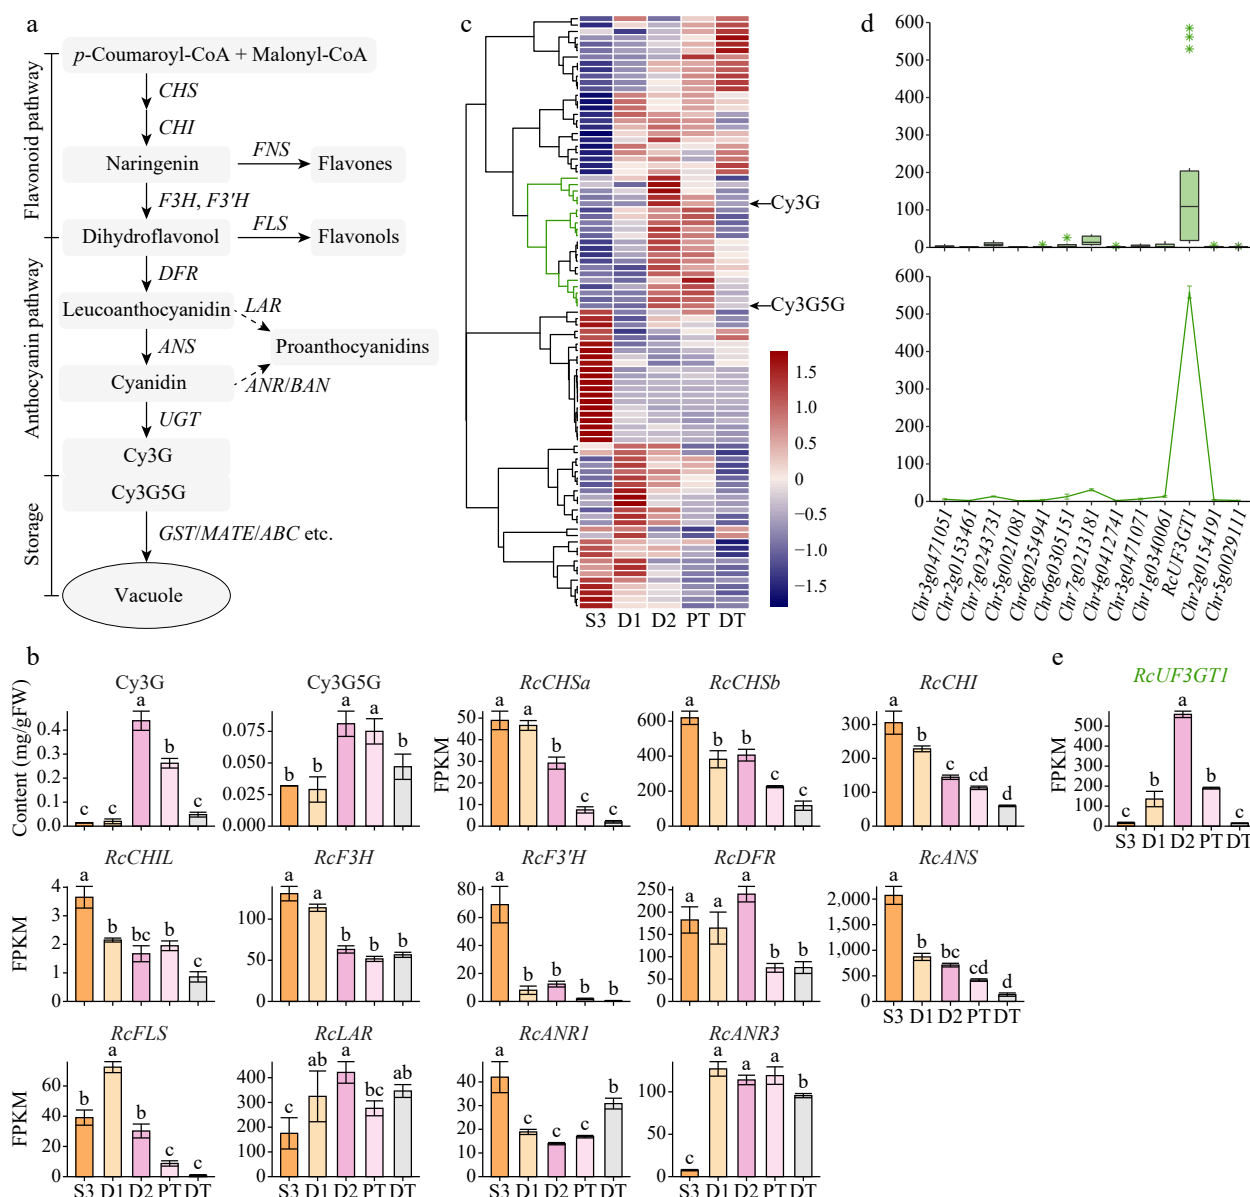 a
p-Coumaroyl-CoA + Malonyl-CoA
CHS
CHI
Naringenin
FNS
Flavones
F3H, F3'H
Dihydroflavonol
FLS
Flavonols
DFR
Leucoanthocyanidin
LAR
ANS
Proanthocyanidins
Cyanidin
ANR/BAN
UGT
Cy3G
Cy3G5G
GST/MATE/ABC etc.
Vacuole
Flavonoid pathway
Anthocyanin pathway
Storage
c
Cy3G
Cy3G5G
1.5
1.0
0.5
0
−0.5
−1.0
−1.5
S3 D1 D2 PT DT
d
600
500
400
300
200
100
0
600
500
400
300
200
100
0
Chr3g0471051
Chr2g0153461
Chr7g0243731
Chr5g0021081
Chr6g0254941
Chr6g0305151
Chr7g0213181
Chr4g0412741
Chr3g0471071
Chr1g0340061
RcUF3GT1
Chr2g0154191
Chr5g0029111
b
Cy3G
Content (mg/gFW)
0.4
0.3
0.2
0.1
0
c c a b c
Cy3G5G
0.100
0.075
0.050
0.025
0.000
b b a a b
RcCHSa
FPKM
50
40
30
20
10
0
a a b c c
RcCHSb
600
400
200
0
a b b c c
RcCHI
300
200
100
0
a b c cd d
e
RcUF3GT1
FPKM
500
400
300
200
100
0
c b a b c
S3 D1 D2 PT DT
RcCHIL
FPKM
4
3
2
1
0
a b bc b c
RcF3H
100
50
0
a a b b b
RcF3'H
80
60
40
20
0
a b b b b
RcDFR
250
200
150
100
50
0
a a a b b
RcANS
2,000
1,500
1,000
500
0
a b bc cd d
S3 D1 D2 PT DT
RcFLS
FPKM
60
40
20
0
b a b c c
S3 D1 D2 PT DT
RcLAR
400
300
200
100
0
c ab a bc ab
S3 D1 D2 PT DT
RcANR1
40
30
20
10
0
a c c c b
S3 D1 D2 PT DT
RcANR3
100
50
0
c a a a b
S3 D1 D2 PT DT